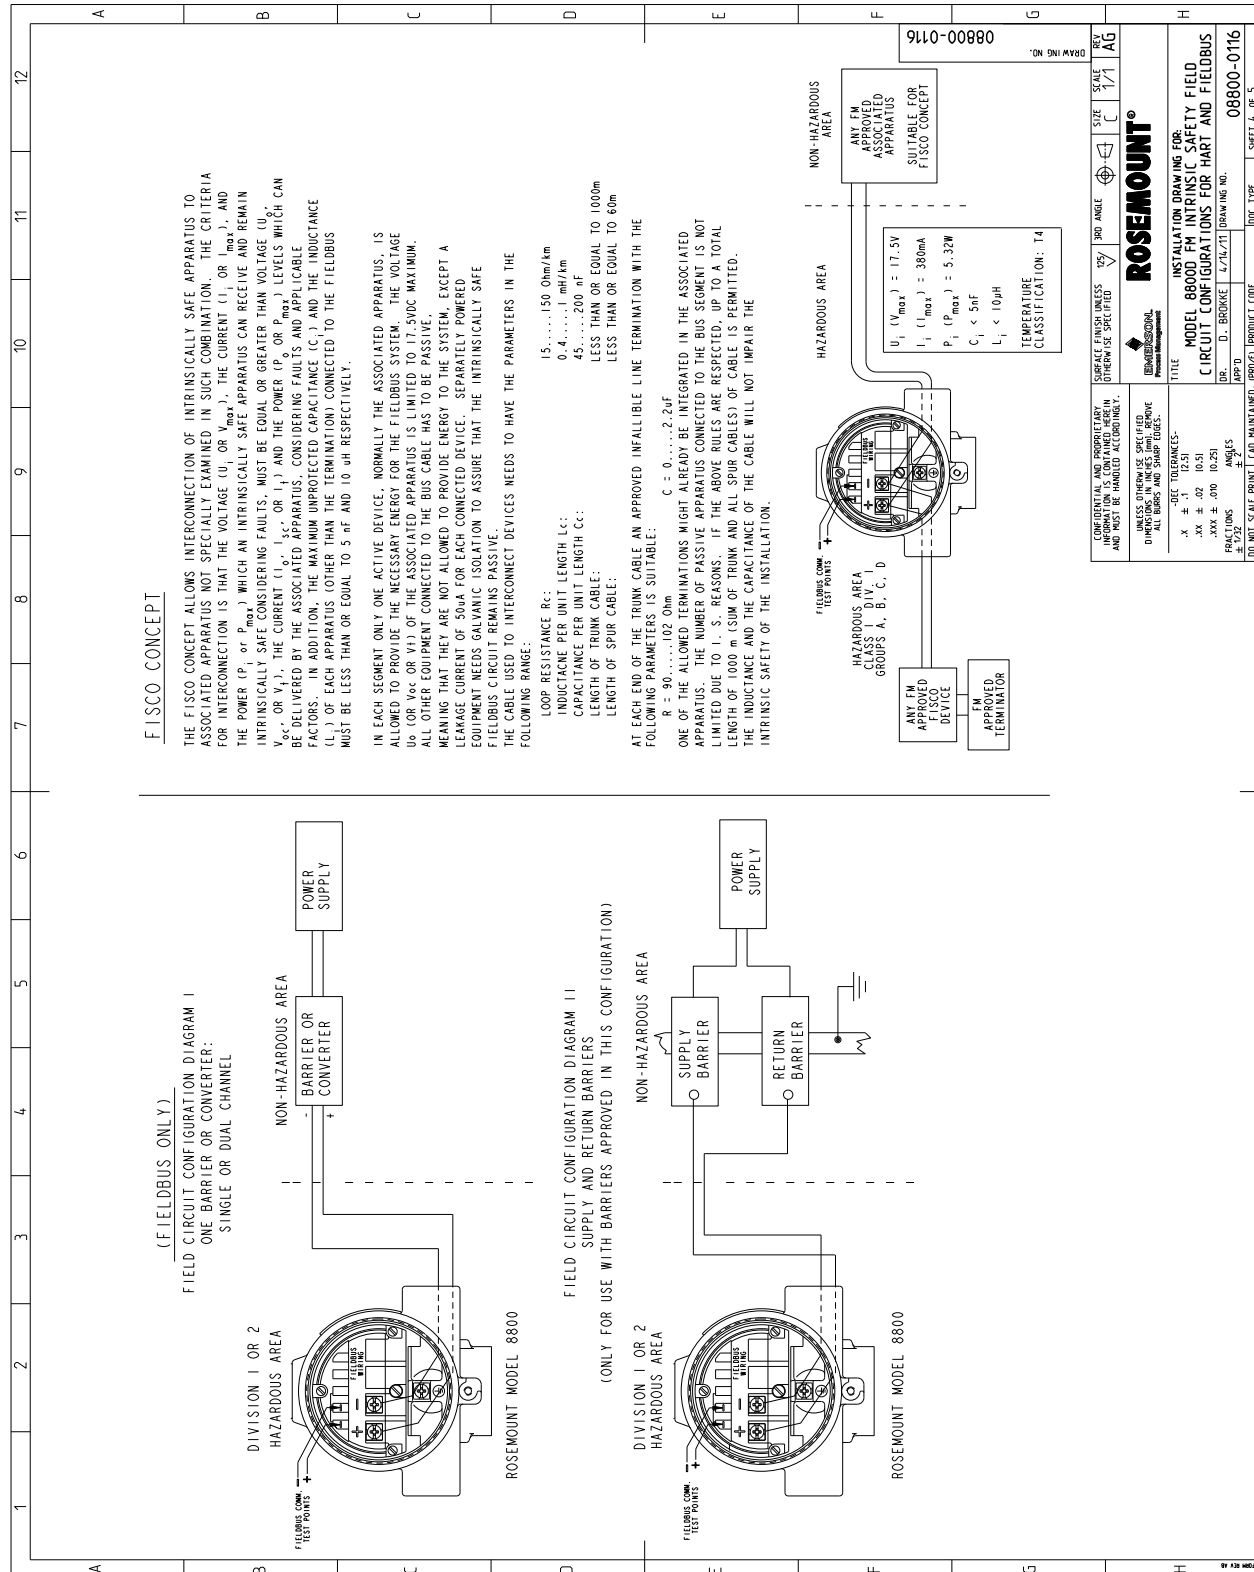 (FIELDBUS ONLY)
FIELD CIRCUIT CONFIGURATION DIAGRAM I
ONE BARRIER OR CONVERTER:
SINGLE OR DUAL CHANNEL
DIVISION I OR 2
HAZARDOUS AREA
NON-HAZARDOUS AREA
FIELDBUS COMM.
TEST POINTS
- +
FIELDBUS
WIRING
+ -
- BARRIER OR
+ CONVERTER
POWER
SUPPLY
ROSEMOUNT MODEL 8800
FIELD CIRCUIT CONFIGURATION DIAGRAM II
SUPPLY AND RETURN BARRIERS
(ONLY FOR USE WITH BARRIERS APPROVED IN THIS CONFIGURATION)
DIVISION I OR 2
HAZARDOUS AREA
NON-HAZARDOUS AREA
FIELDBUS COMM.
TEST POINTS
- +
FIELDBUS
WIRING
+ -
SUPPLY
BARRIER
RETURN
BARRIER
POWER
SUPPLY
ROSEMOUNT MODEL 8800
FISCO CONCEPT
THE FISCO CONCEPT ALLOWS INTERCONNECTION OF INTRINSICALLY SAFE APPARATUS TO
ASSOCIATED APPARATUS NOT SPECIALLY EXAMINED IN SUCH COMBINATION. THE CRITERIA
FOR INTERCONNECTION IS THAT THE VOLTAGE (Ui OR Vmax), THE CURRENT (Ii OR Imax), AND
THE POWER (Pi or Pmax) WHICH AN INTRINSICALLY SAFE APPARATUS CAN RECEIVE AND REMAIN
INTRINSICALLY SAFE CONSIDERING FAULTS, MUST BE EQUAL OR GREATER THAN VOLTAGE (Uo,
Voc, OR Vt), THE CURRENT (Io, Isc, OR It) AND THE POWER (Po OR Pmax) LEVELS WHICH CAN
BE DELIVERED BY THE ASSOCIATED APPARATUS, CONSIDERING FAULTS AND APPLICABLE
FACTORS. IN ADDITION, THE MAXIMUM UNPROTECTED CAPACITANCE (Ci) AND THE INDUCTANCE
(Li) OF EACH APPARATUS (OTHER THAN THE TERMINATION) CONNECTED TO THE FIELDBUS
MUST BE LESS THAN OR EQUAL TO 5 nF AND 10 uH RESPECTIVELY.
IN EACH SEGMENT ONLY ONE ACTIVE DEVICE, NORMALLY THE ASSOCIATED APPARATUS, IS
ALLOWED TO PROVIDE THE NECESSARY ENERGY FOR THE FIELDBUS SYSTEM. THE VOLTAGE
Uo (OR Voc OR Vt) OF THE ASSOCIATED APPARATUS IS LIMITED TO 17.5VDC MAXIMUM.
ALL OTHER EQUIPMENT CONNECTED TO THE BUS CABLE HAS TO BE PASSIVE,
MEANING THAT THEY ARE NOT ALLOWED TO PROVIDE ENERGY TO THE SYSTEM, EXCEPT A
LEAKAGE CURRENT OF 50uA FOR EACH CONNECTED DEVICE. SEPARATELY POWERED
EQUIPMENT NEEDS GALVANIC ISOLATION TO ASSURE THAT THE INTRINSICALLY SAFE
FIELDBUS CIRCUIT REMAINS PASSIVE.
THE CABLE USED TO INTERCONNECT DEVICES NEEDS TO HAVE THE PARAMETERS IN THE
FOLLOWING RANGE:
LOOP RESISTANCE Rc: 15.....150 Ohm/km
INDUCTACNE PER UNIT LENGTH Lc: 0.4.....1 mH/km
CAPACITANCE PER UNIT LENGTH Cc: 45.....200 nF
LENGTH OF TRUNK CABLE: LESS THAN OR EQUAL TO 1000m
LENGTH OF SPUR CABLE: LESS THAN OR EQUAL TO 60m
AT EACH END OF THE TRUNK CABLE AN APPROVED INFALLIBLE LINE TERMINATION WITH THE
FOLLOWING PARAMETERS IS SUITABLE:
R = 90.....102 Ohm C = 0.....2.2uF
ONE OF THE ALLOWED TERMINATIONS MIGHT ALREADY BE INTEGRATED IN THE ASSOCIATED
APPARATUS. THE NUMBER OF PASSIVE APPARATUS CONNECTED TO THE BUS SEGMENT IS NOT
LIMITED DUE TO I. S. REASONS. IF THE ABOVE RULES ARE RESPECTED, UP TO A TOTAL
LENGTH OF 1000 m (SUM OF TRUNK AND ALL SPUR CABLES) OF CABLE IS PERMITTED.
THE INDUCTANCE AND THE CAPACITANCE OF THE CABLE WILL NOT IMPAIR THE
INTRINSIC SAFETY OF THE INSTALLATION.
HAZARDOUS AREA
NON-HAZARDOUS
AREA
FIELDBUS COMM.
TEST POINTS
- +
FIELDBUS
WIRING
+ -
HAZARDOUS AREA
CLASS I DIV. I
GROUPS A, B, C, D
ANY FM
APPROVED
FISCO
DEVICE
FM
APPROVED
TERMINATOR
Ui (Vmax) = 17.5V
Ii (Imax) = 380mA
Pi (Pmax) = 5.32W
Ci < 5nF
Li < 10µH
TEMPERATURE
CLASSIFICATION: T4
ANY FM
APPROVED
ASSOCIATED
APPARATUS
SUITABLE FOR
FISCO CONCEPT
DRAWING NO.
08800-0116
CONFIDENTIAL AND PROPRIETARY
INFORMATION IS CONTAINED HEREIN
AND MUST BE HANDLED ACCORDINGLY.
UNLESS OTHERWISE SPECIFIED
DIMENSIONS IN INCHES [mm]. REMOVE
ALL BURRS AND SHARP EDGES.
-DEC TOLERANCES-
.X ± .1 [2,5]
.XX ± .02 [0,5]
.XXX ± .010 [0,25]
FRACTIONS ANGLES
± 1/32 ± 2°
DO NOT SCALE PRINT
SURFACE FINISH UNLESS
OTHERWISE SPECIFIED
125
3RD ANGLE
SIZE
C
SCALE
1/1
REV
AG
EMERSON.
Process Management
ROSEMOUNT®
TITLE
INSTALLATION DRAWING FOR:
MODEL 8800D FM INTRINSIC SAFETY FIELD
CIRCUIT CONFIGURATIONS FOR HART AND FIELDBUS
DR. D. BROKKE 4/14/11
DRAWING NO.
08800-0116
APP'D
CAD MAINTAINED, (PRO/E)
PRODUCT CODE
DOC TYPE
SHEET 4 OF 5
FORM REV AB
1 2 3 4 5 6 7 8 9 10 11 12
A B C D E F G H
A B C D E F G H